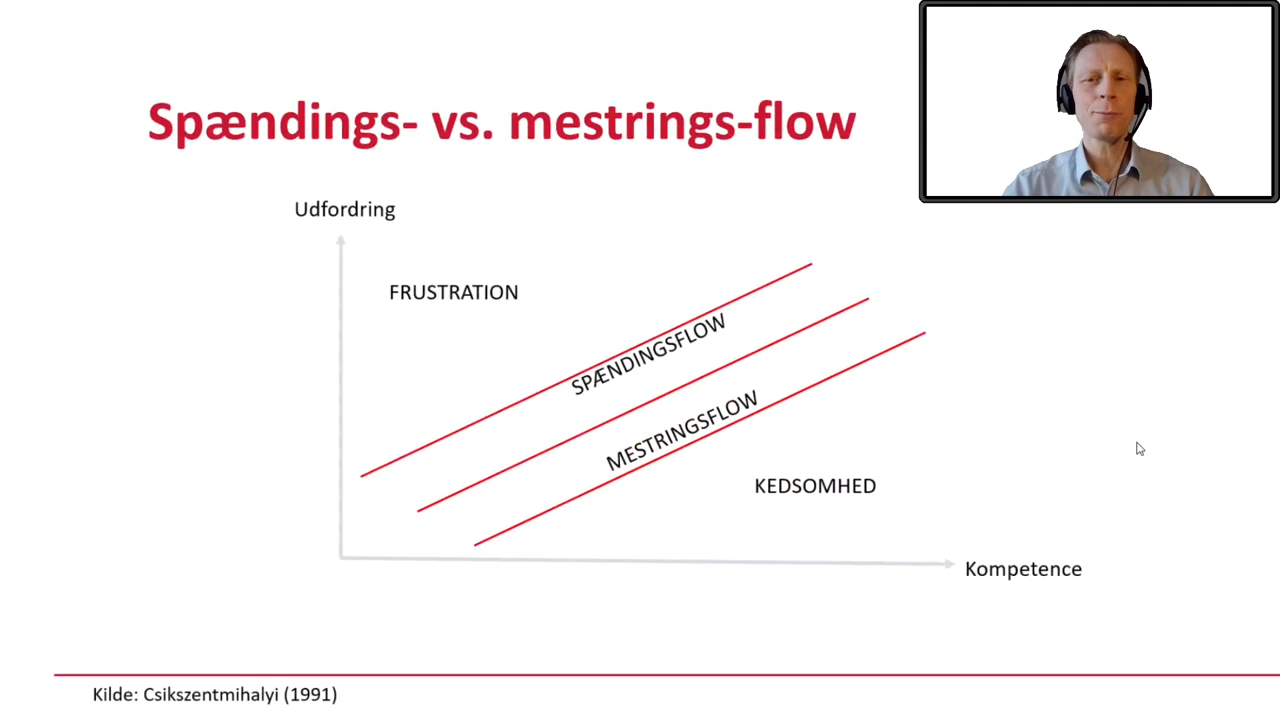 Spændings- vs. mestrings-flow
Udfordring
FRUSTRATION
SPÆNDINGSFLOW
MESTRINGSFLOW
KEDSOMHED
Kompetence
Kilde: Csikszentmihalyi (1991)